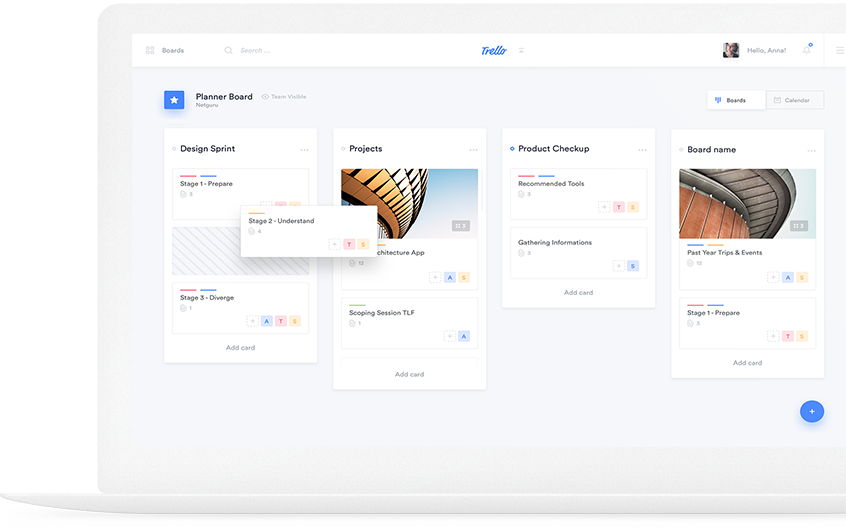 Boards
Search ...
Trello
Hello, Anna!
Planner Board
Team Visible
Netguru
Boards
Calendar
Design Sprint
Stage 1 - Prepare
3
Stage 2 - Understand
4
+ T S
Stage 3 - Diverge
1
+ A T S
Add card
Projects
3
chitecture App
12
+ A S
Scoping Session TLF
1
+ A
Add card
Product Checkup
Recommended Tools
3
+ T S
Gathering Informations
3
+ S
Add card
Board name
3
Past Year Trips & Events
12
+ A S
Stage 1 - Prepare
3
+ T S
Add card
+